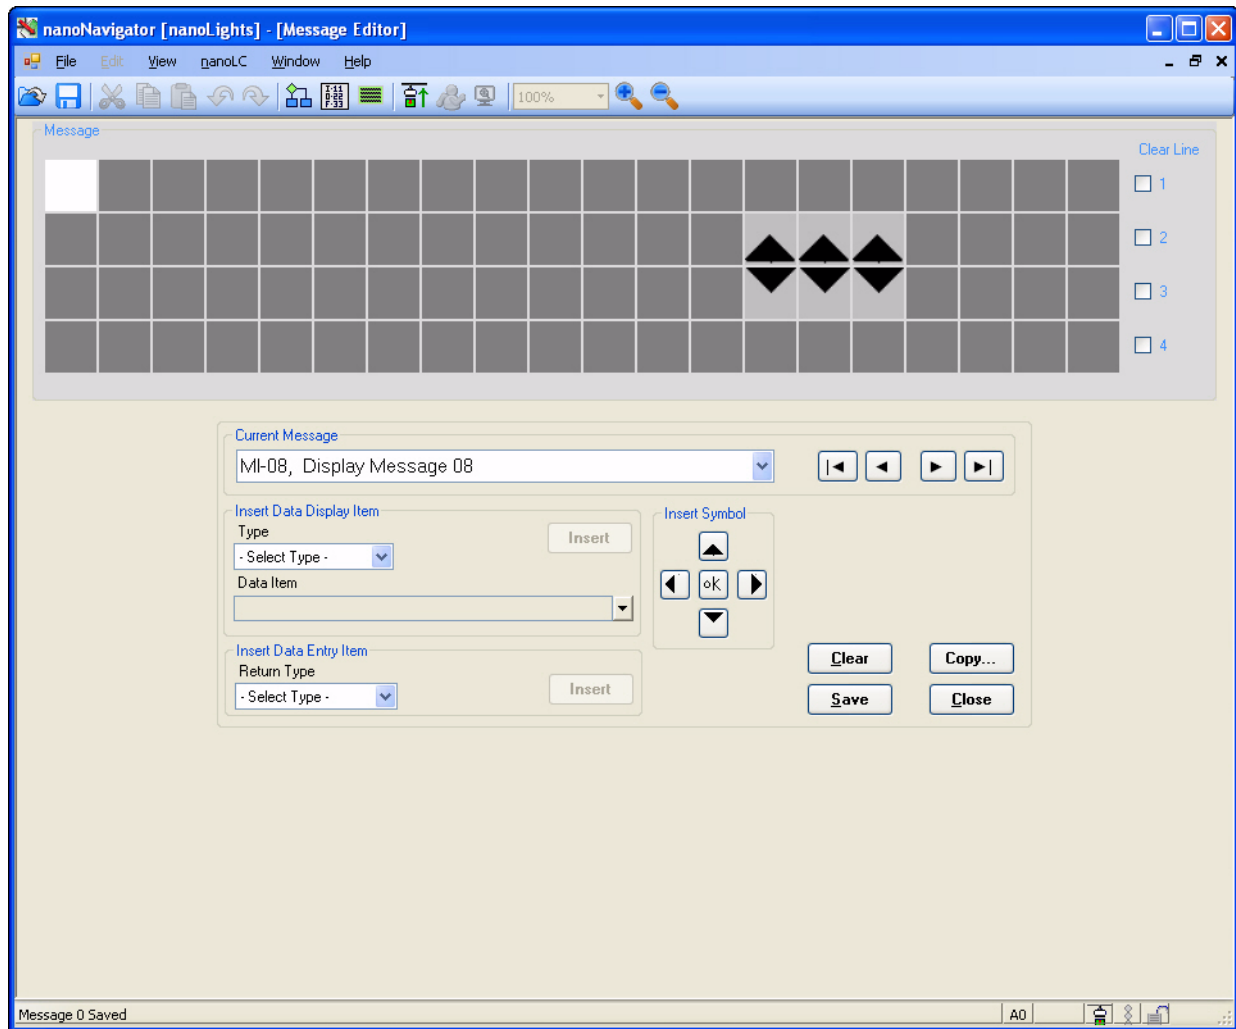 nanoNavigator [nanoLights] - [Message Editor]
File Edit View nanoLC Window Help
100%
Message
Clear Line
1
2
3
4
Current Message
MI-08, Display Message 08
Insert Data Display Item
Type
Insert
- Select Type -
Data Item
Insert Symbol
oK
Insert Data Entry Item
Return Type
- Select Type -
Insert
Clear Copy...
Save Close
Message 0 Saved A0